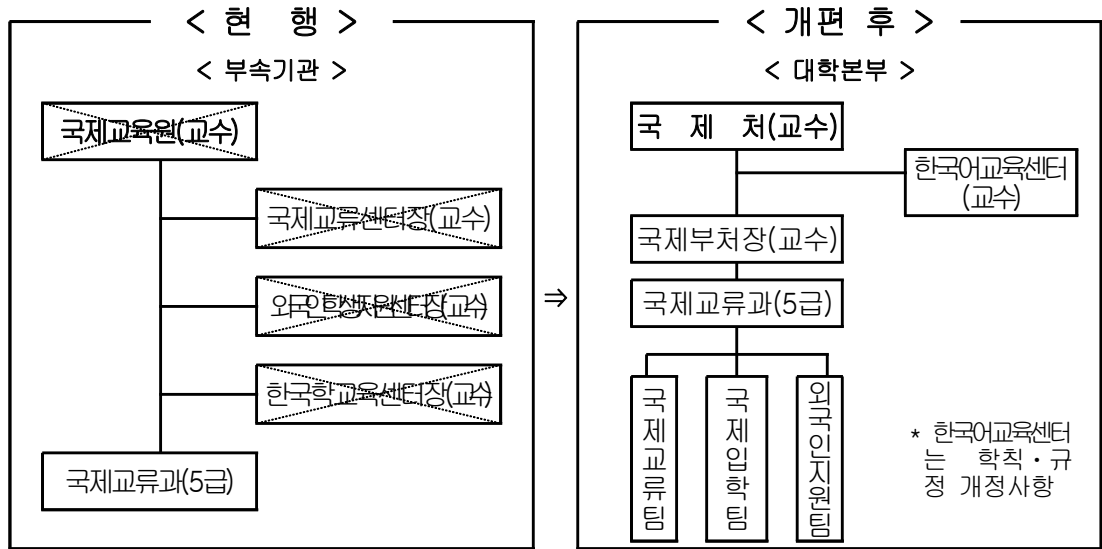 < 현 행 >
< 부속기관 >
국제교육원(교수)
국제교류센터장(교수)
외국인학생지원센터장(교수)
한국학교육센터장(교수)
국제교류과(5급)
⇒
< 개편 후 >
< 대학본부 >
국 제 처(교수)
한국어교육센터
(교수)
국제부처장(교수)
국제교류과(5급)
국제교류팀
국제입학팀
외국인지원팀
* 한국어교육센터
는 학칙·규
정 개정사항